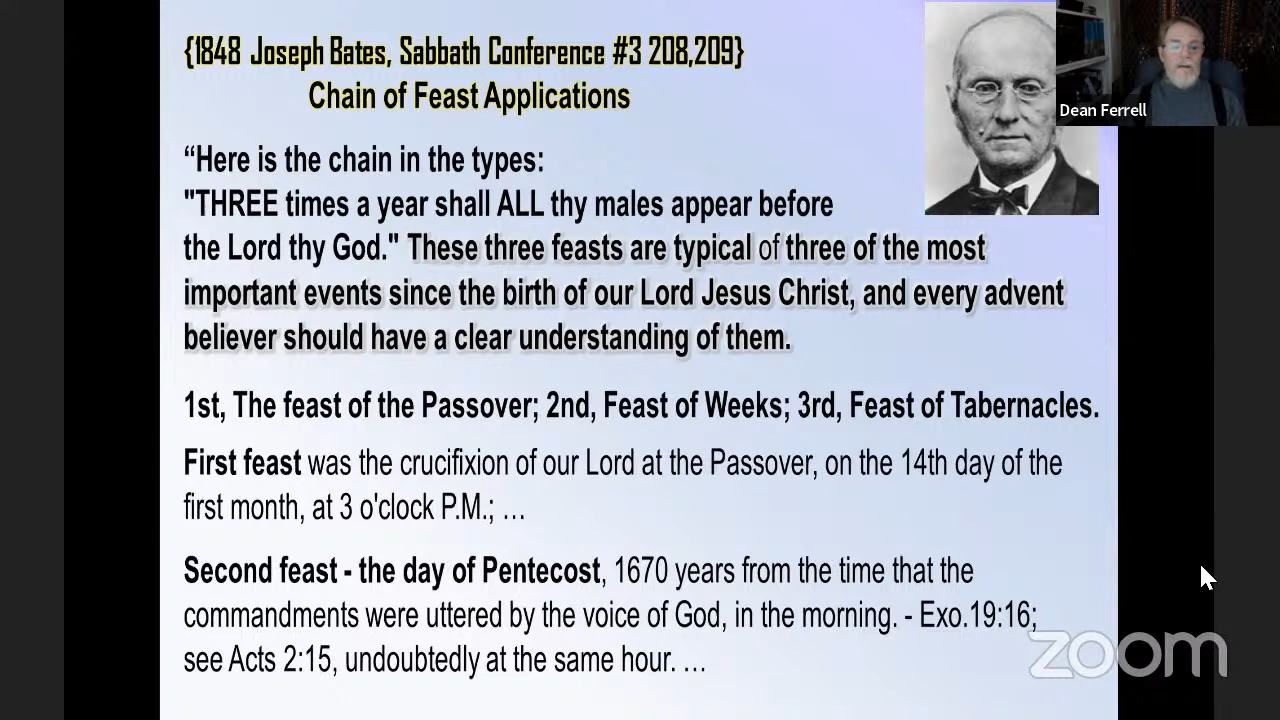 {1848 Joseph Bates, Sabbath Conference #3 208,209}
Chain of Feast Applications
Dean Ferrell
“Here is the chain in the types:
"THREE times a year shall ALL thy males appear before
the Lord thy God." These three feasts are typical of three of the most
important events since the birth of our Lord Jesus Christ, and every advent
believer should have a clear understanding of them.
1st, The feast of the Passover; 2nd, Feast of Weeks; 3rd, Feast of Tabernacles.
First feast was the crucifixion of our Lord at the Passover, on the 14th day of the
first month, at 3 o'clock P.M.; …
Second feast - the day of Pentecost, 1670 years from the time that the
commandments were uttered by the voice of God, in the morning. - Exo.19:16;
see Acts 2:15, undoubtedly at the same hour. …
zoom